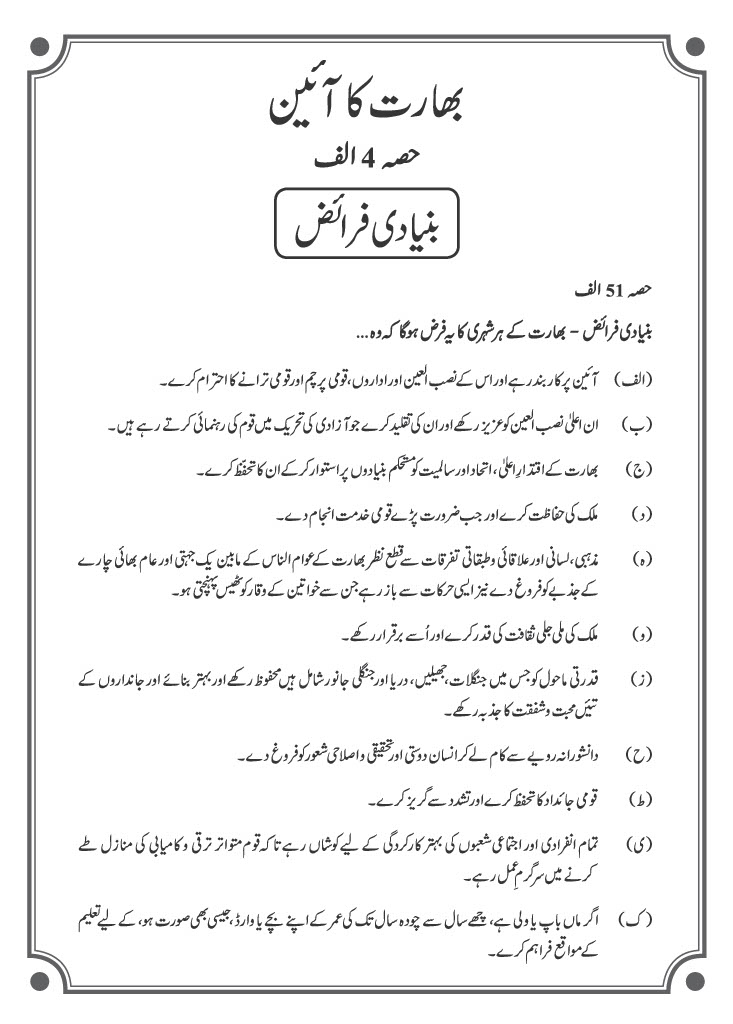 بھارت کا آئین
حصہ 4 الف
بنیادی فرائض
حصہ 51 الف
بنیادی فرائض – بھارت کے ہر شہری کا یہ فرض ہوگا کہ وہ ...
(الف) آئین پر کاربند رہے اور اس کے نصب العین اور اداروں، قومی پرچم اور قومی ترانے کا احترام کرے۔
(ب) ان اعلیٰ نصب العین کو عزیز رکھے اور ان کی تقلید کرے جو آزادی کی تحریک میں قوم کی رہنمائی کرتے رہے ہیں۔
(ج) بھارت کے اقتدارِ اعلیٰ، اتحاد اور سالمیت کو مستحکم بنیادوں پر استوار کر کے ان کا تحفّظ کرے۔
(د) ملک کی حفاظت کرے اور جب ضرورت پڑے قومی خدمت انجام دے۔
(ہ) مذہبی، لسانی اور علاقائی و طبقاتی تفرقات سے قطع نظر بھارت کے عوام الناس کے مابین یک جہتی اور عام بھائی چارے
کے جذبے کو فروغ دے نیز ایسی حرکات سے باز رہے جن سے خواتین کے وقار کو ٹھیس پہنچتی ہو۔
(و) ملک کی ملی جلی ثقافت کی قدر کرے اور اُسے برقرار رکھے۔
(ز) قدرتی ماحول کو جس میں جنگلات، جھیلیں، دریا اور جنگلی جانور شامل ہیں محفوظ رکھے اور بہتر بنائے اور جانداروں کے
تئیں محبت و شفقت کا جذبہ رکھے۔
(ح) دانشورانہ رویے سے کام لے کر انسان دوستی اور تحقیقی و اصلاحی شعور کو فروغ دے۔
(ط) قومی جائداد کا تحفظ کرے اور تشدد سے گریز کرے۔
(ی) تمام انفرادی اور اجتماعی شعبوں کی بہتر کارکردگی کے لیے کوشاں رہے تاکہ قوم متواتر ترقی و کامیابی کی منازل طے
کرنے میں سرگرمِ عمل رہے۔
(ک) اگر ماں باپ یا ولی ہے، چھے سال سے چودہ سال تک کی عمر کے اپنے بچے یا وارڈ، جیسی بھی صورت ہو، کے لیے تعلیم
کے مواقع فراہم کرے۔